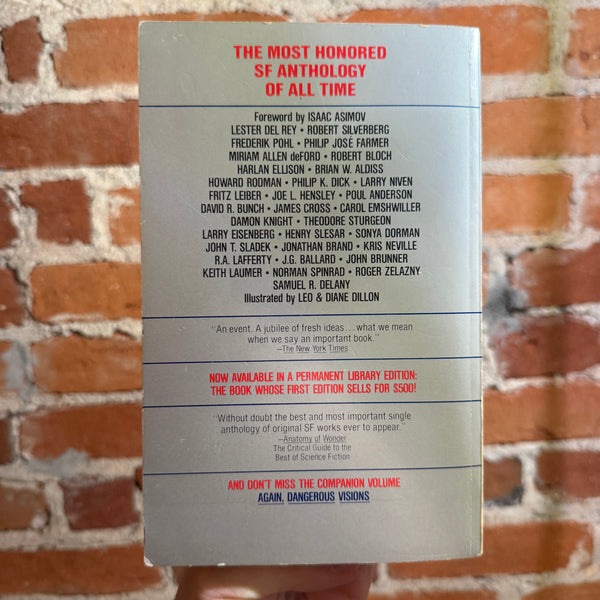 THE MOST HONORED
SF ANTHOLOGY
OF ALL TIME
Foreword by ISAAC ASIMOV
LESTER DEL REY • ROBERT SILVERBERG
FREDERIK POHL • PHILIP JOSÉ FARMER
MIRIAM ALLEN deFORD • ROBERT BLOCH
HARLAN ELLISON • BRIAN W. ALDISS
HOWARD RODMAN • PHILIP K. DICK • LARRY NIVEN
FRITZ LEIBER • JOE L. HENSLEY • POUL ANDERSON
DAVID R. BUNCH • JAMES CROSS • CAROL EMSHWILLER
DAMON KNIGHT • THEODORE STURGEON
LARRY EISENBERG • HENRY SLESAR • SONYA DORMAN
JOHN T. SLADEK • JONATHAN BRAND • KRIS NEVILLE
R.A. LAFFERTY • J.G. BALLARD • JOHN BRUNNER
KEITH LAUMER • NORMAN SPINRAD • ROGER ZELAZNY
SAMUEL R. DELANY
Illustrated by LEO & DIANE DILLON
"An event. A jubilee of fresh ideas...what we mean
when we say an important book."
—The New York Times
NOW AVAILABLE IN A PERMANENT LIBRARY EDITION:
THE BOOK WHOSE FIRST EDITION SELLS FOR $500!
"Without doubt the best and most important single
anthology of original SF works ever to appear."
—Anatomy of Wonder
The Critical Guide to the
Best of Science Fiction
AND DON'T MISS THE COMPANION VOLUME
AGAIN, DANGEROUS VISIONS